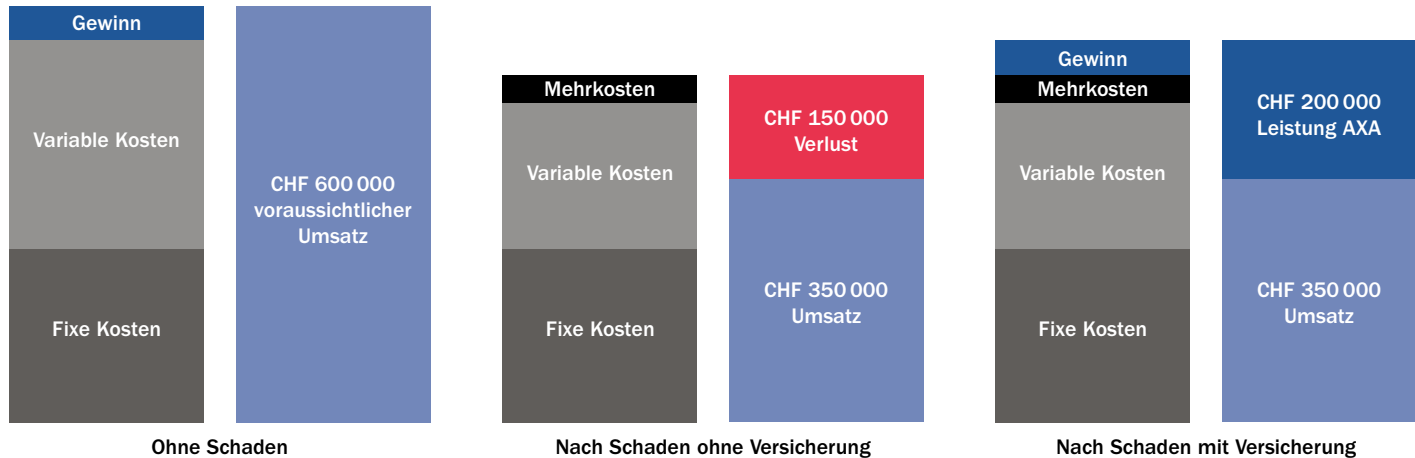 Gewinn
Variable Kosten
Fixe Kosten
CHF 600 000
voraussichtlicher
Umsatz
Ohne Schaden
Mehrkosten
Variable Kosten
Fixe Kosten
CHF 150 000
Verlust
CHF 350 000
Umsatz
Nach Schaden ohne Versicherung
Gewinn
Mehrkosten
Variable Kosten
Fixe Kosten
CHF 200 000
Leistung AXA
CHF 350 000
Umsatz
Nach Schaden mit Versicherung